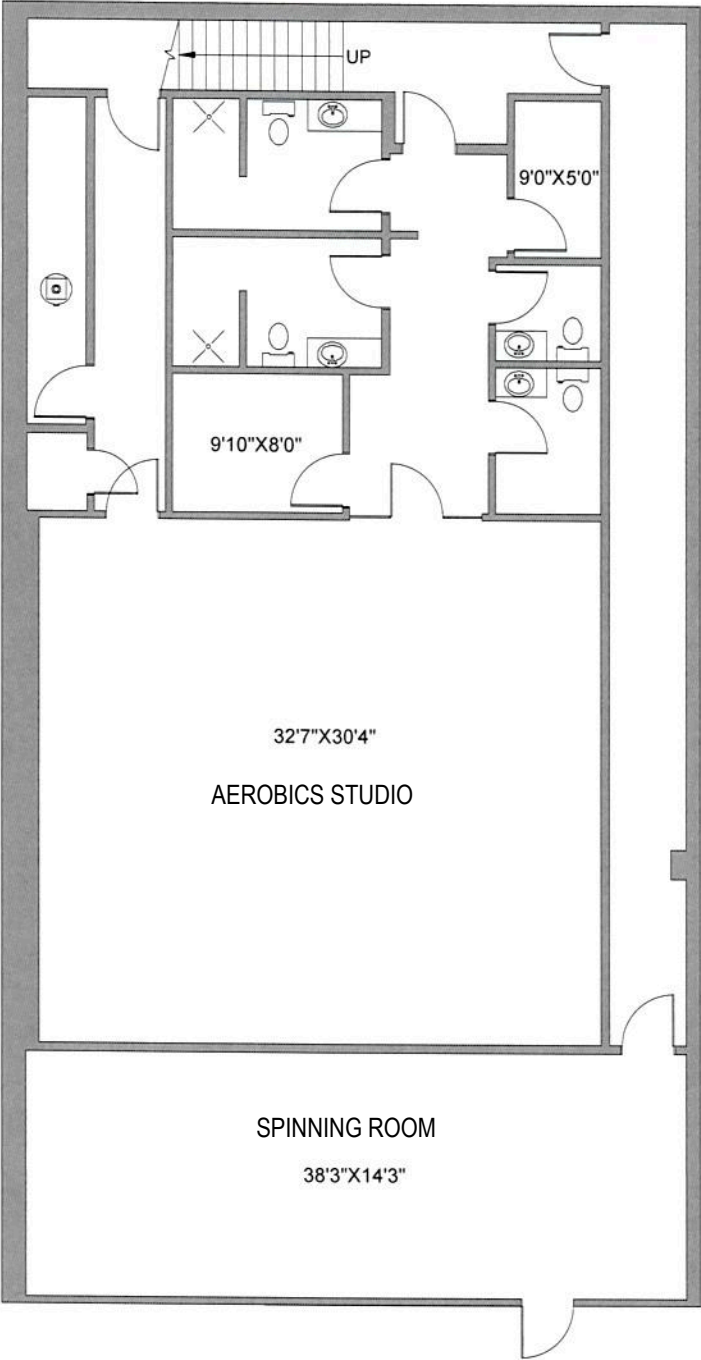 UP
9'0"X5'0"
9'10"X8'0"
32'7"X30'4"
AEROBICS STUDIO
SPINNING ROOM
38'3"X14'3"